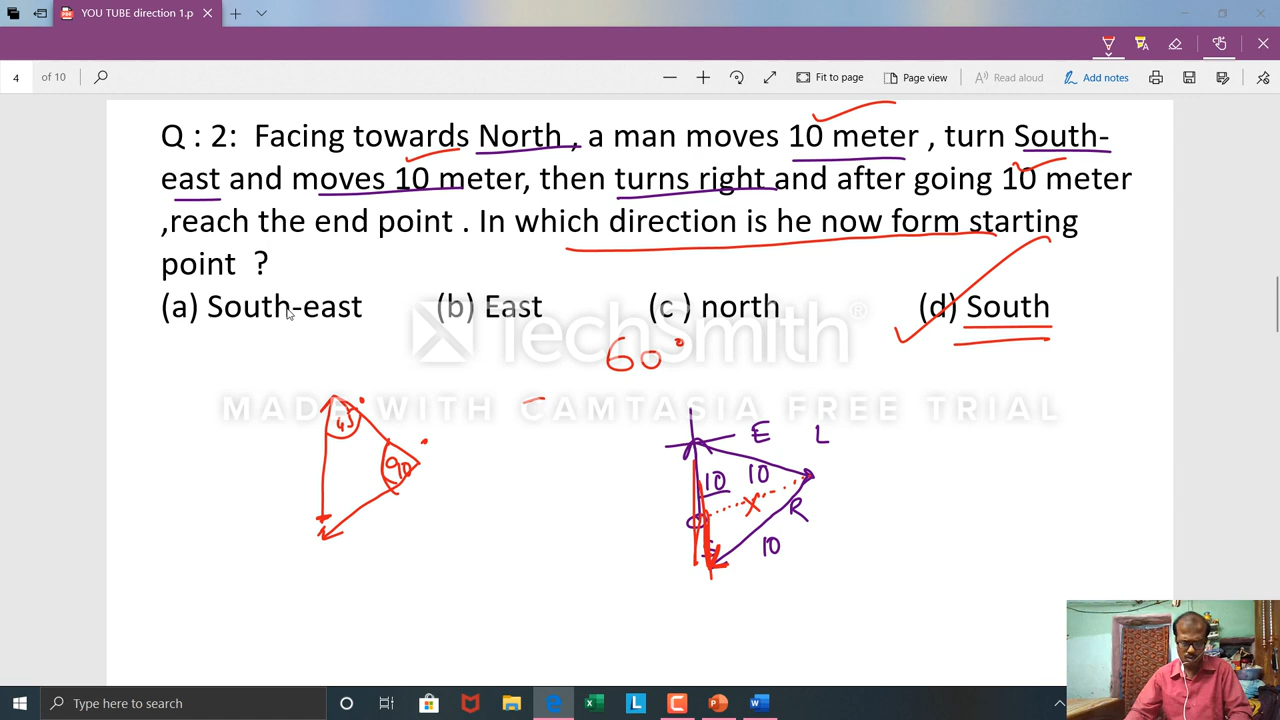 YOU TUBE direction 1.p
4 of 10
Fit to page
Page view
Read aloud
Add notes
Q : 2: Facing towards North , a man moves 10 meter , turn South-
east and moves 10 meter, then turns right and after going 10 meter
,reach the end point . In which direction is he now form starting
point ?
(a) South-east (b) East (c ) north (d) South
TechSmith®
60°
MADE WITH CAMTASIA FREE TRIAL
45
90
E L
10 10
X R
10
Type here to search